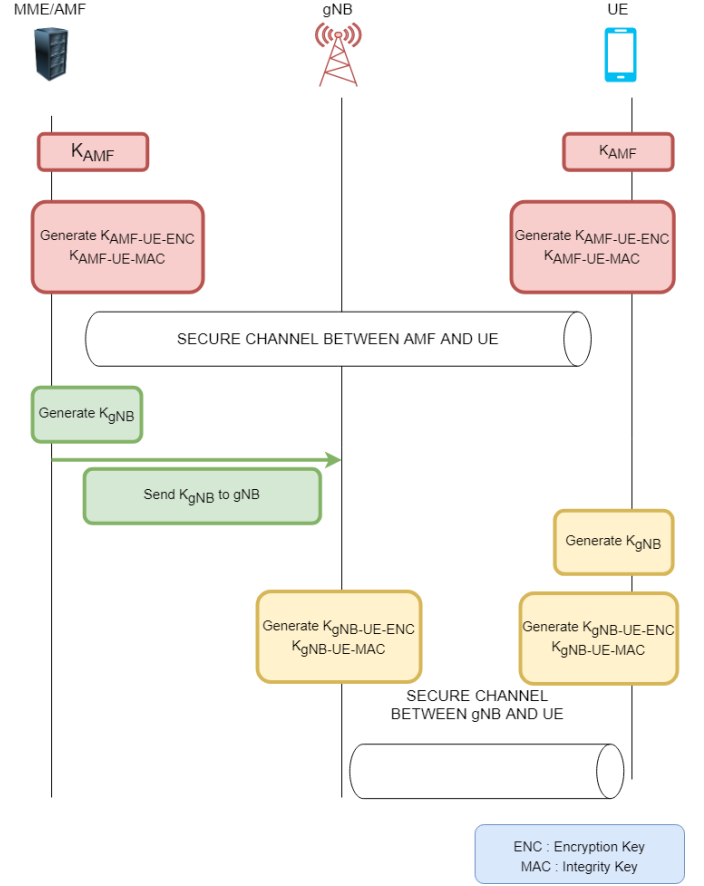 MME/AMF
gNB
UE
KAMF
KAMF
Generate KAMF-UE-ENC
KAMF-UE-MAC
Generate KAMF-UE-ENC
KAMF-UE-MAC
SECURE CHANNEL BETWEEN AMF AND UE
Generate KgNB
Send KgNB to gNB
Generate KgNB
Generate KgNB-UE-ENC
KgNB-UE-MAC
Generate KgNB-UE-ENC
KgNB-UE-MAC
SECURE CHANNEL
BETWEEN gNB AND UE
ENC : Encryption Key
MAC : Integrity Key